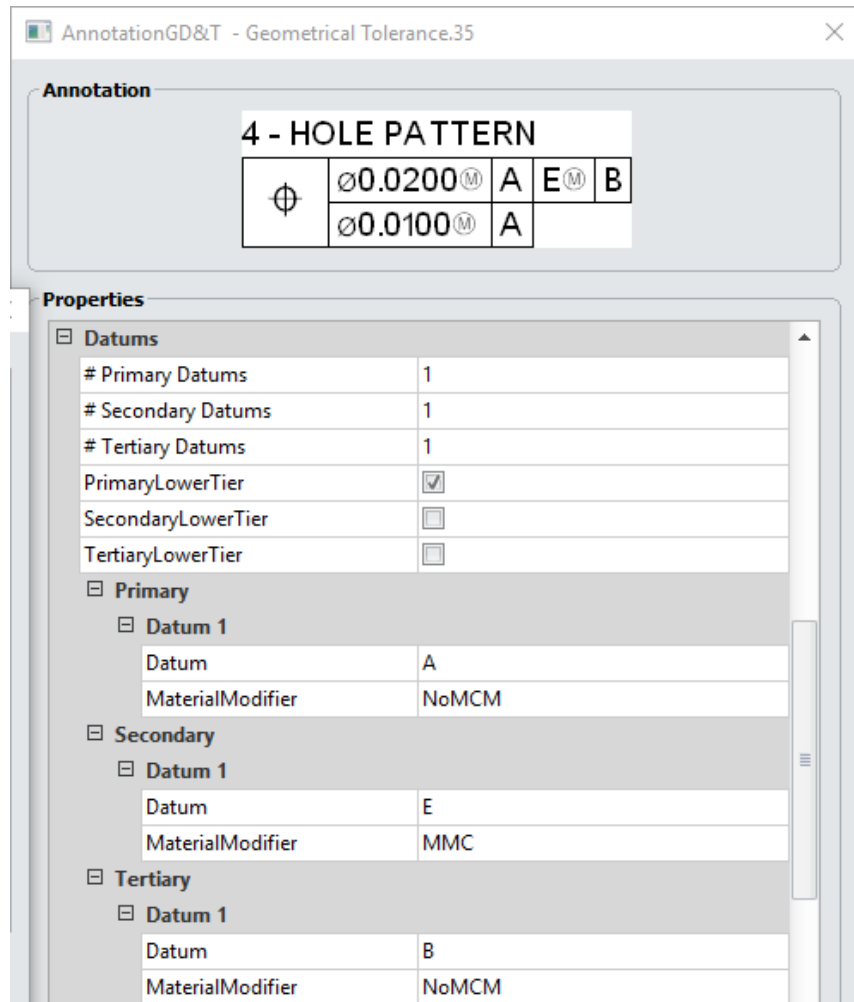 AnnotationGD&T - Geometrical Tolerance.35
Annotation
4 - HOLE PATTERN
⌀0.0200Ⓜ A EⓂ B
⌀0.0100Ⓜ A
Properties
Datums
# Primary Datums 1
# Secondary Datums 1
# Tertiary Datums 1
PrimaryLowerTier
SecondaryLowerTier
TertiaryLowerTier
Primary
Datum 1
Datum A
MaterialModifier NoMCM
Secondary
Datum 1
Datum E
MaterialModifier MMC
Tertiary
Datum 1
Datum B
MaterialModifier NoMCM